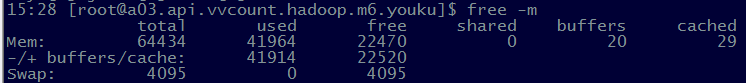 15:28 [root@a03.api.vvcount.hadoop.m6.youku]$ free -m
total used free shared buffers cached
Mem: 64434 41964 22470 0 20 29
-/+ buffers/cache: 41914 22520
Swap: 4095 0 4095